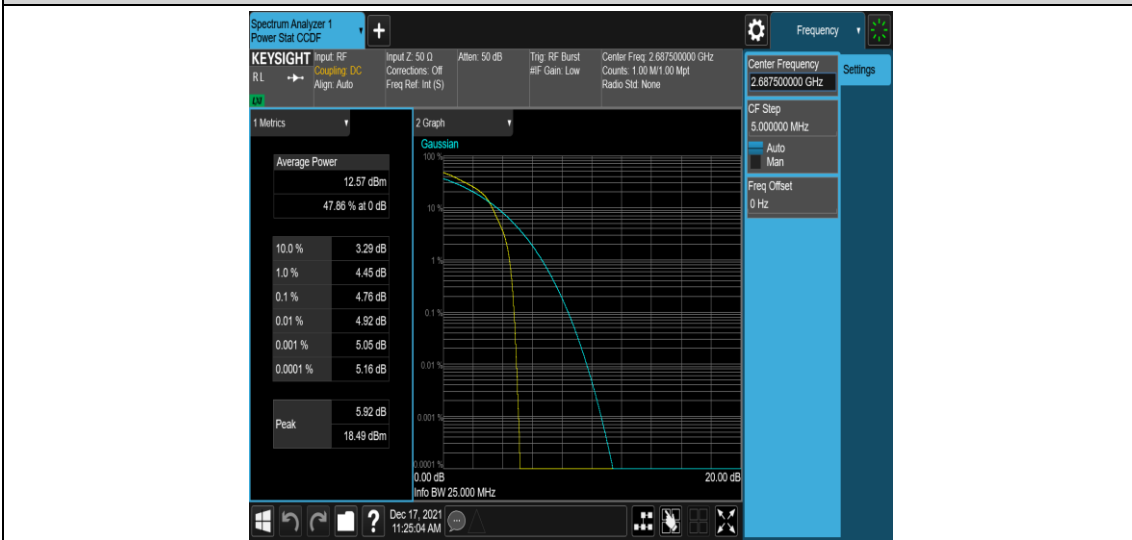 Spectrum Analyzer 1
Power Stat CCDF
+
Frequency
KEYSIGHT
RL
LXI
Input: RF
Coupling: DC
Align: Auto
Input Z: 50 Ω
Corrections: Off
Freq Ref: Int (S)
Atten: 50 dB
Trig: RF Burst
#IF Gain: Low
Center Freq: 2.687500000 GHz
Counts: 1.00 M/1.00 Mpt
Radio Std: None
Center Frequency
2.687500000 GHz
Settings
CF Step
5.000000 MHz
Auto
Man
Freq Offset
0 Hz
1 Metrics
Average Power
12.57 dBm
47.86 % at 0 dB
10.0 % 3.29 dB
1.0 % 4.45 dB
0.1 % 4.76 dB
0.01 % 4.92 dB
0.001 % 5.05 dB
0.0001 % 5.16 dB
Peak
5.92 dB
18.49 dBm
2 Graph
Gaussian
100 %
10 %
1 %
0.1 %
0.01 %
0.001 %
0.0001 %
0.00 dB
20.00 dB
Info BW 25.000 MHz
?
Dec 17, 2021
11:25:04 AM